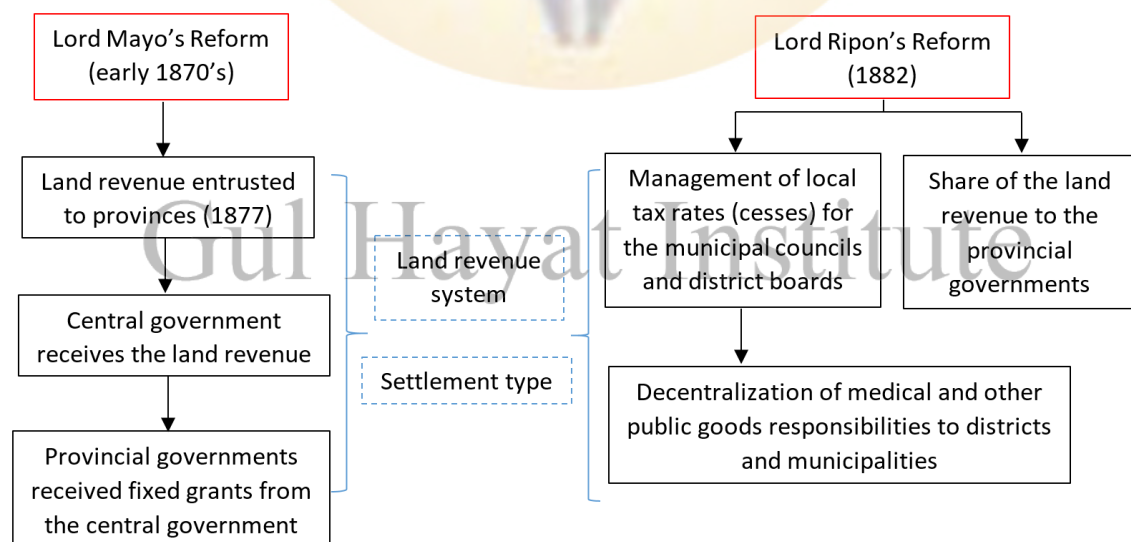 Lord Mayo’s Reform
(early 1870’s)
Land revenue entrusted
to provinces (1877)
Central government
receives the land revenue
Provincial governments
received fixed grants from
the central government
Land revenue
system
Settlement type
Lord Ripon’s Reform
(1882)
Management of local
tax rates (cesses) for
the municipal councils
and district boards
Share of the land
revenue to the
provincial
governments
Decentralization of medical and other
public goods responsibilities to districts
and municipalities
Gul Hayat Institute